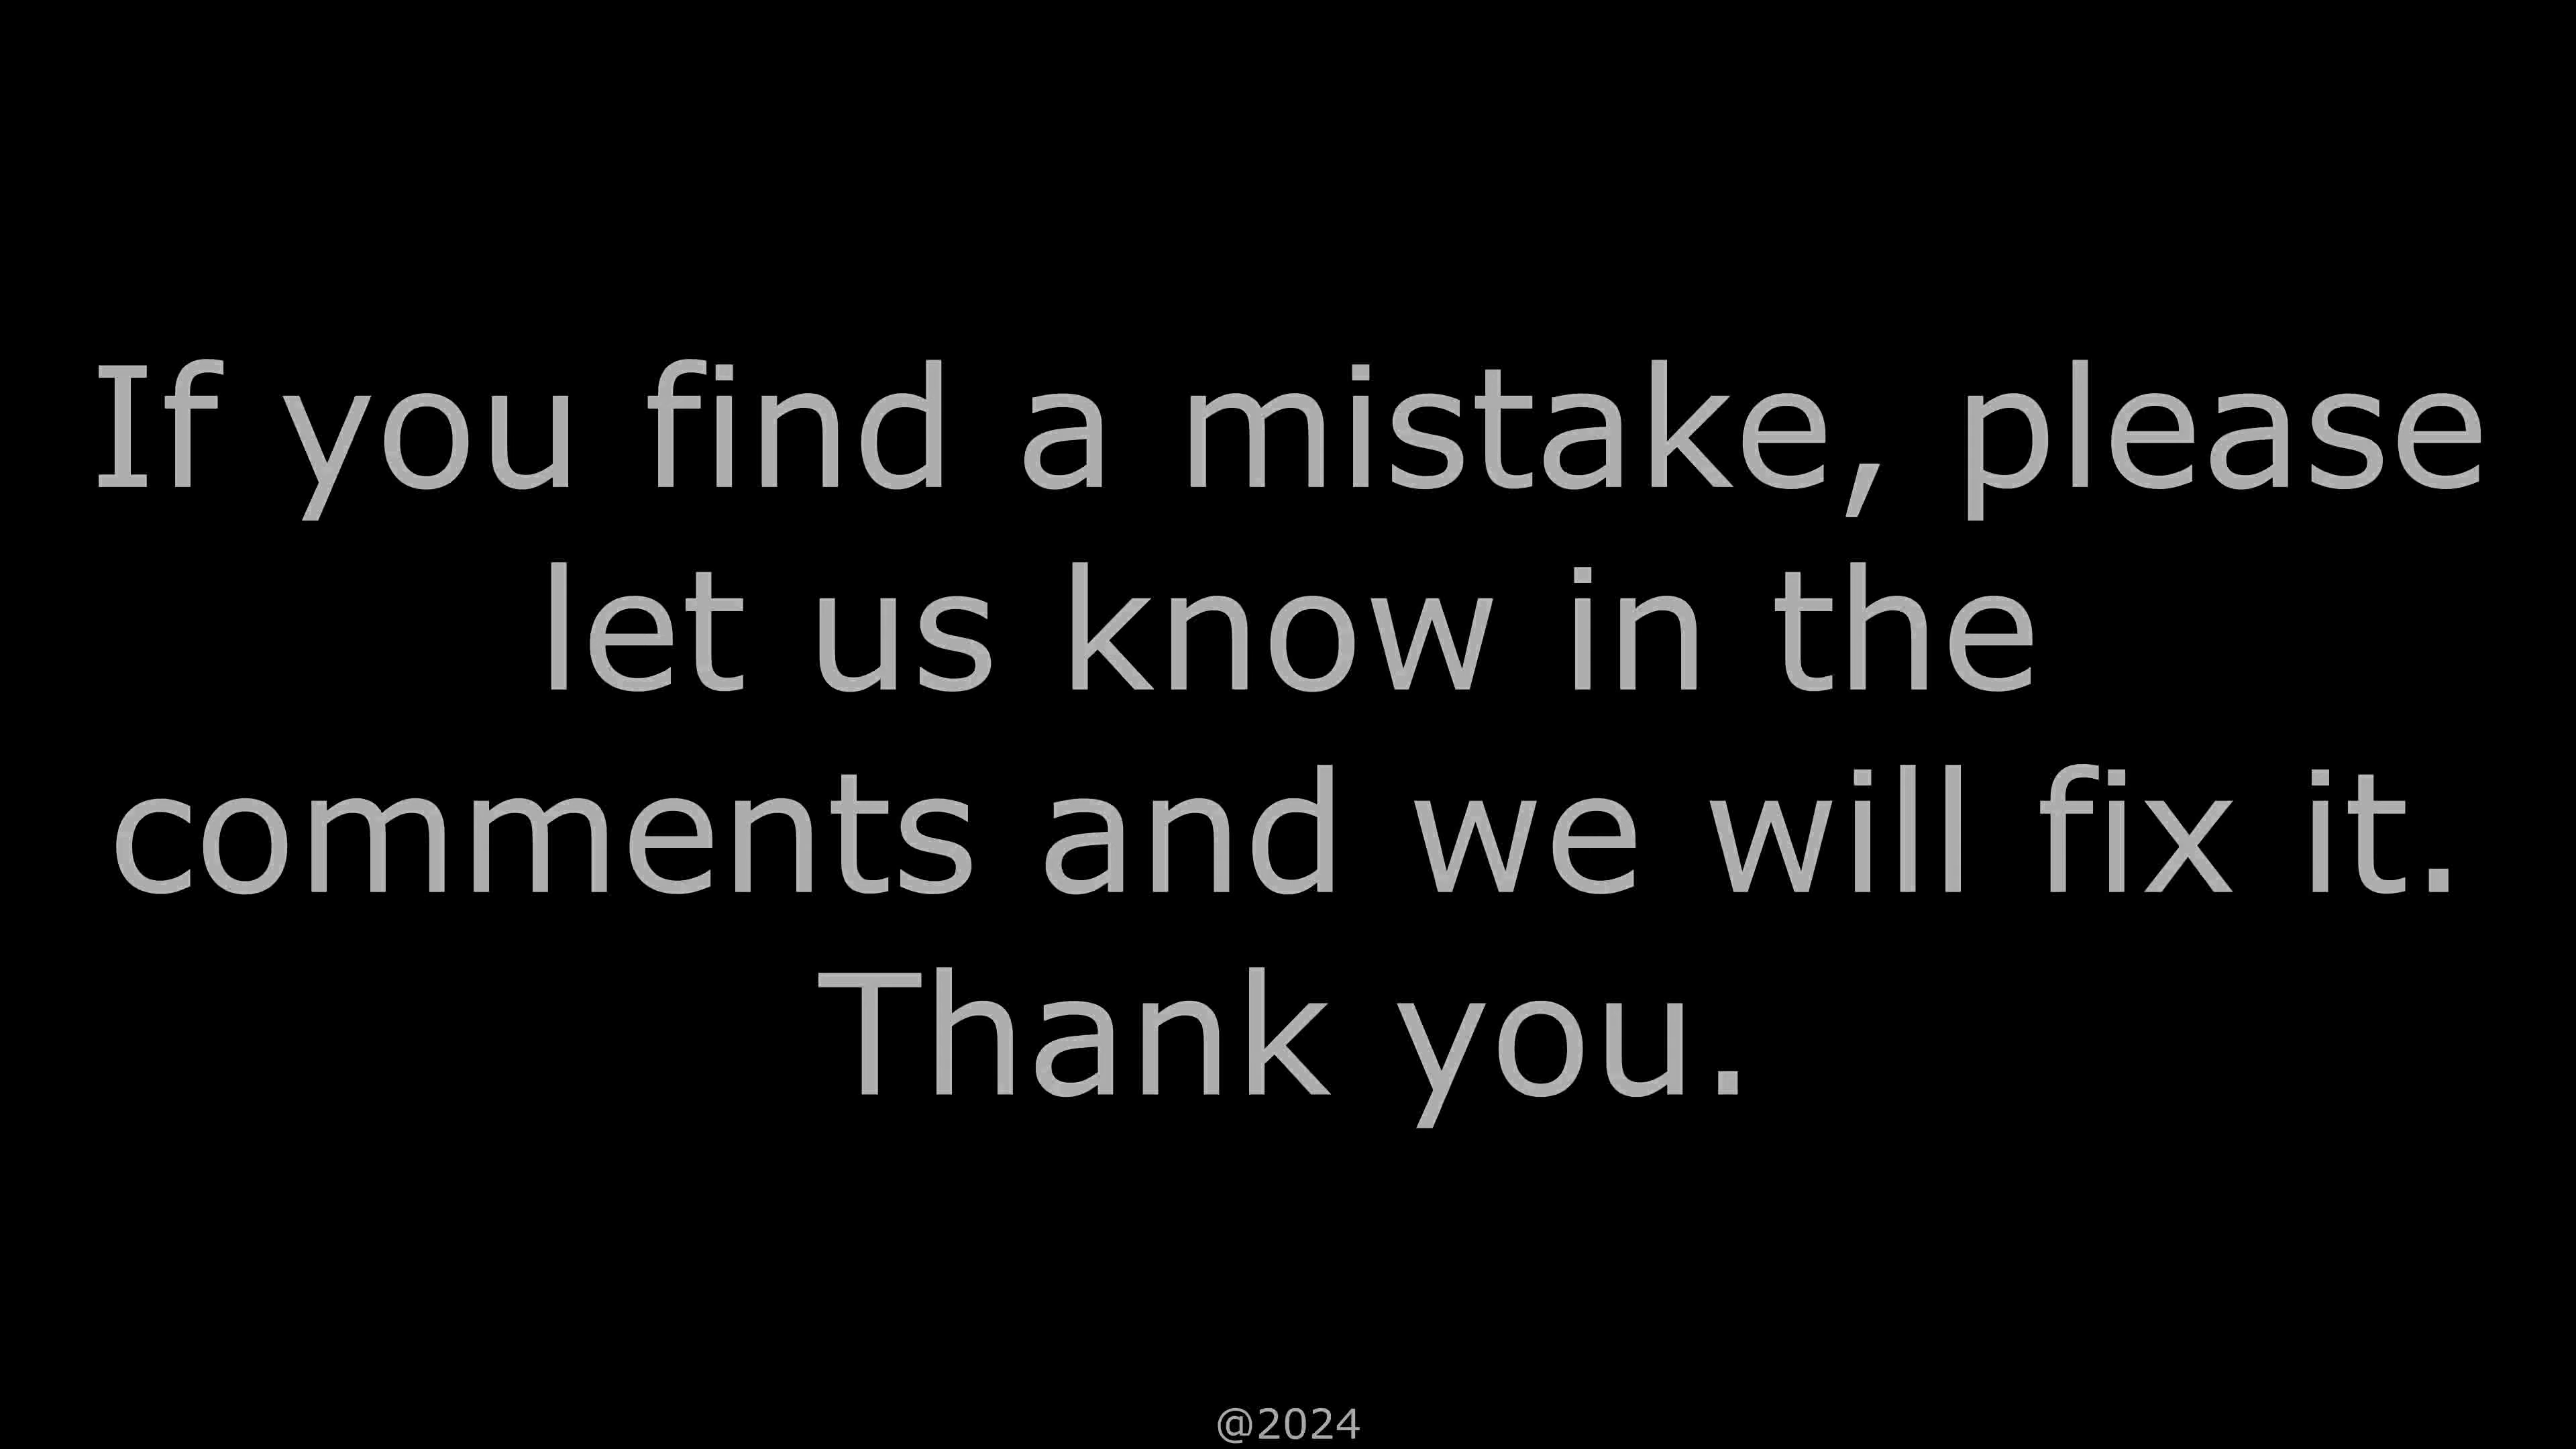 If you find a mistake, please
let us know in the
comments and we will fix it.
Thank you.
@2024